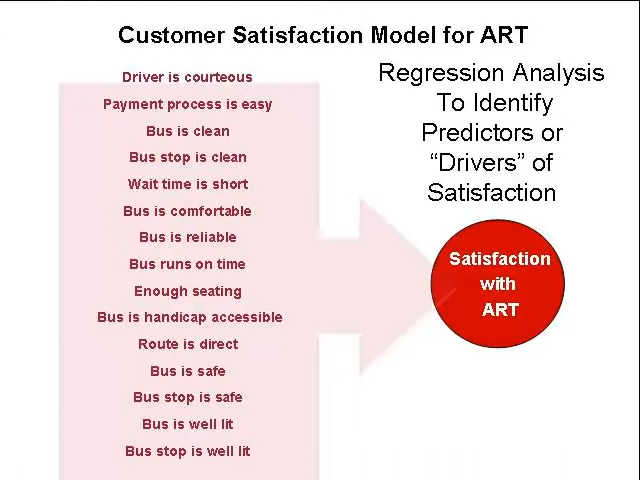 Customer Satisfaction Model for ART
Driver is courteous
Payment process is easy
Bus is clean
Bus stop is clean
Wait time is short
Bus is comfortable
Bus is reliable
Bus runs on time
Enough seating
Bus is handicap accessible
Route is direct
Bus is safe
Bus stop is safe
Bus is well lit
Bus stop is well lit
Regression Analysis
To Identify
Predictors or
“Drivers” of
Satisfaction
Satisfaction
with
ART